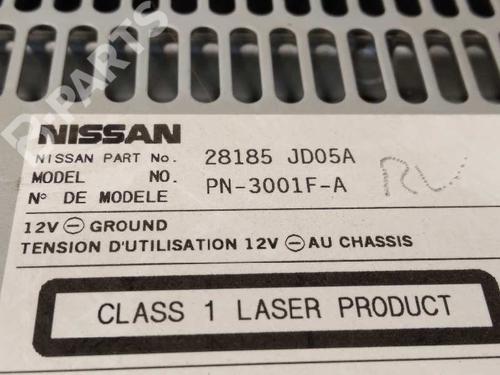 NISSAN
NISSAN PART No. 28185 JD05A
MODEL NO. PN-3001F-A
N° DE MODELE
12V ⊖ GROUND
TENSION D'UTILISATION 12V ⊖ AU CHASSIS
CLASS 1 LASER PRODUCT